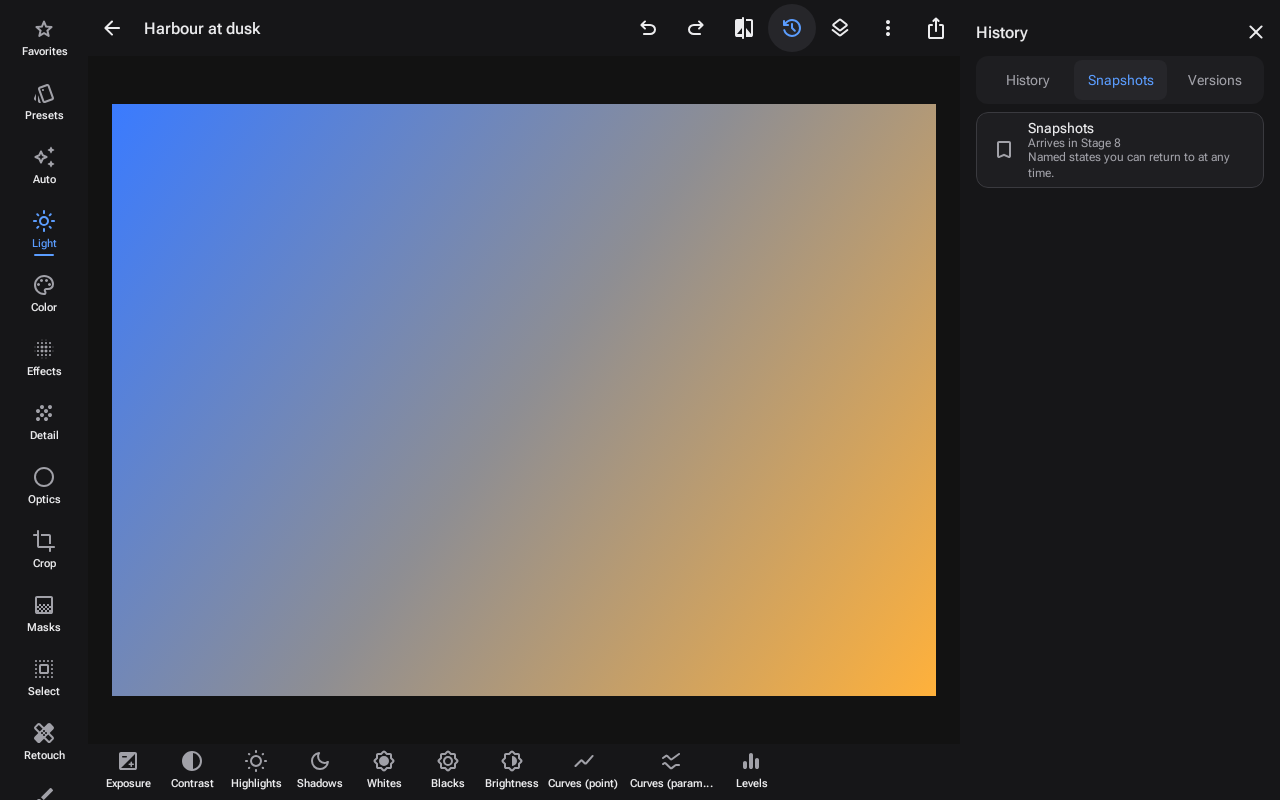 Favorites
Presets
Auto
Light
Color
Effects
Detail
Optics
Crop
Masks
Select
Retouch
Harbour at dusk
Exposure
Contrast
Highlights
Shadows
Whites
Blacks
Brightness
Curves (point)
Curves (param...
Levels
History
History
Snapshots
Versions
Snapshots
Arrives in Stage 8
Named states you can return to at any
time.